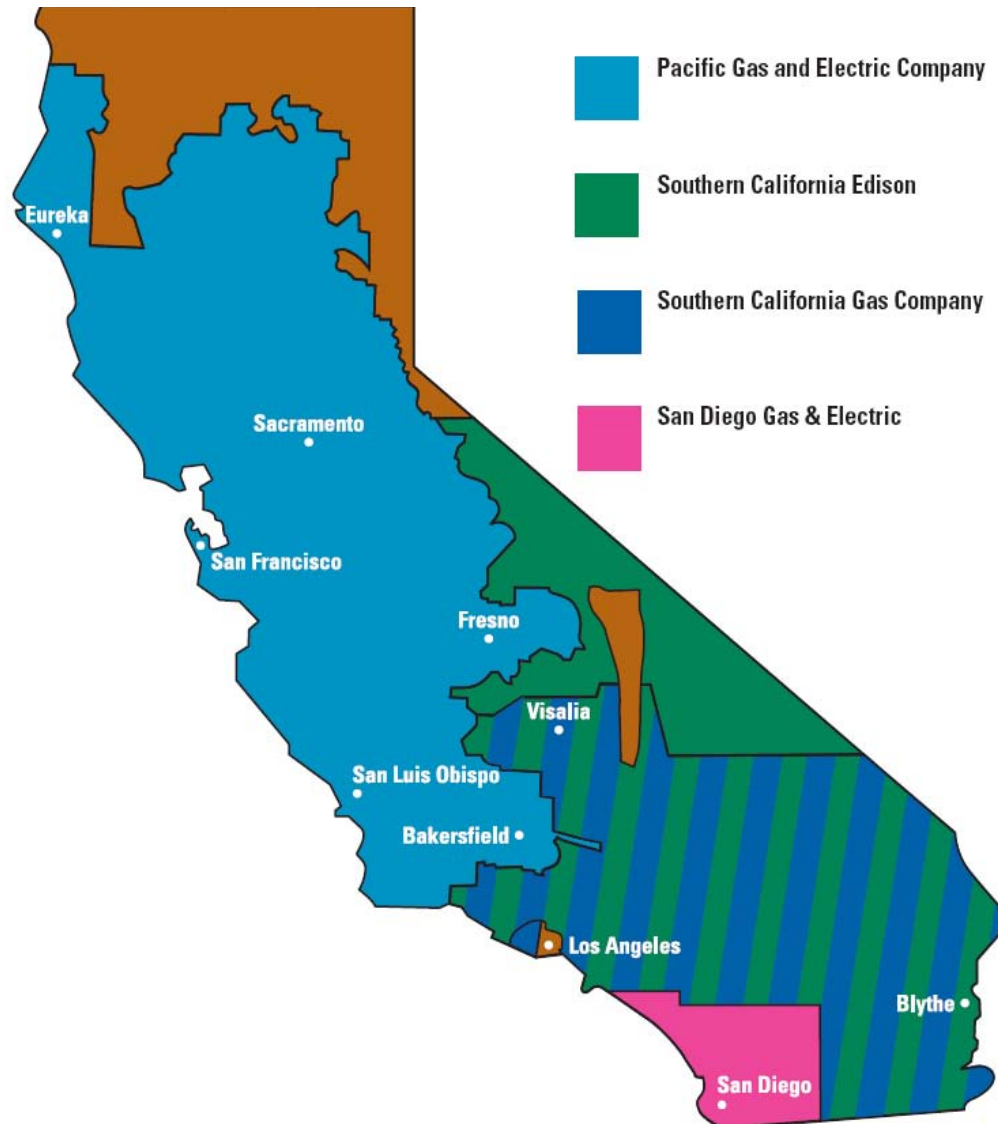 Pacific Gas and Electric Company
Southern California Edison
Eureka
Southern California Gas Company
San Diego Gas & Electric
Sacramento
San Francisco
Fresno
Visalia
San Luis Obispo
Bakersfield
Los Angeles
Blythe
San Diego